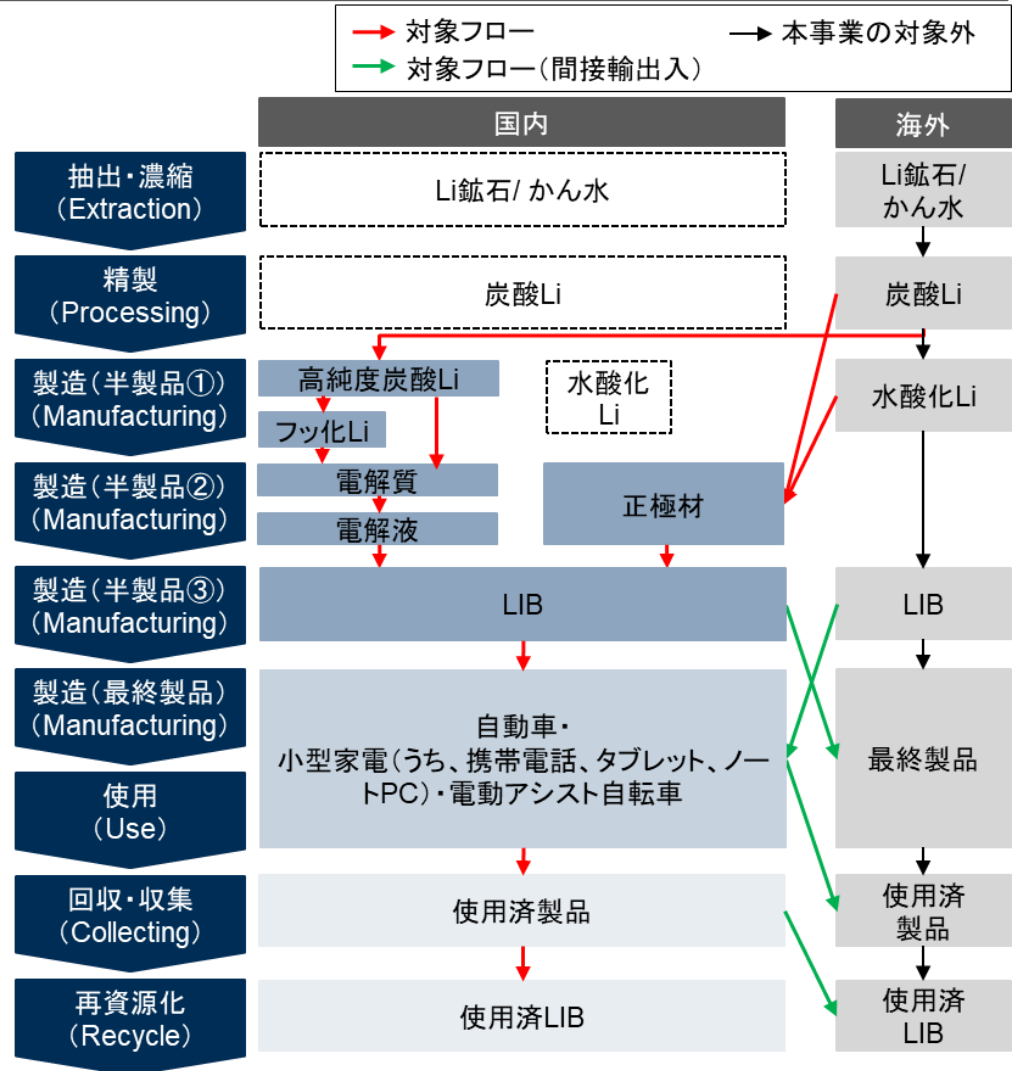 対象フロー
本事業の対象外
対象フロー(間接輸出入)
国内
海外
抽出・濃縮
(Extraction)
Li鉱石/ かん水
Li鉱石/
かん水
精製
(Processing)
炭酸Li
炭酸Li
製造(半製品①)
(Manufacturing)
高純度炭酸Li
フッ化Li
水酸化
Li
水酸化Li
製造(半製品②)
(Manufacturing)
電解質
電解液
正極材
製造(半製品③)
(Manufacturing)
LIB
LIB
製造(最終製品)
(Manufacturing)
自動車・
小型家電(うち、携帯電話、タブレット、ノー
トPC)・電動アシスト自転車
最終製品
使用
(Use)
回収・収集
(Collecting)
使用済製品
使用済
製品
再資源化
(Recycle)
使用済LIB
使用済
LIB